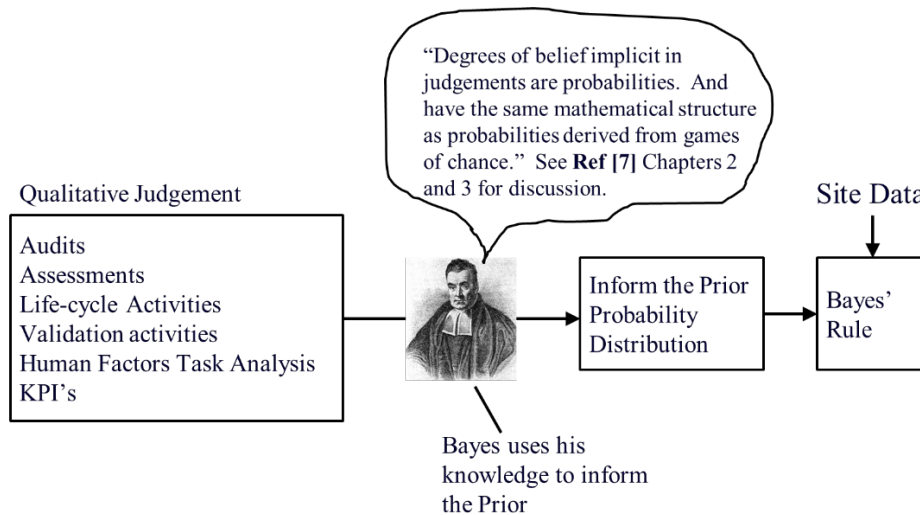 “Degrees of belief implicit in
judgements are probabilities. And
have the same mathematical structure
as probabilities derived from games
of chance.” See Ref [7] Chapters 2
and 3 for discussion.
Qualitative Judgement
Audits
Assessments
Life-cycle Activities
Validation activities
Human Factors Task Analysis
KPI's
Inform the Prior
Probability
Distribution
Site Data
Bayes’
Rule
Bayes uses his
knowledge to inform
the Prior